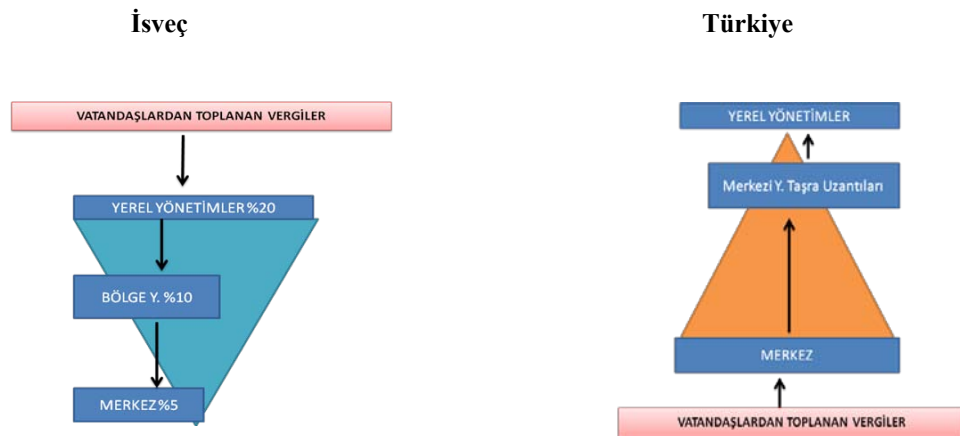 İsveç
Türkiye
VATANDAŞLARDAN TOPLANAN VERGİLER
YEREL YÖNETİMLER %20
BÖLGE Y. %10
MERKEZ %5
YEREL YÖNETİMLER
Merkezi Y. Taşra Uzantıları
MERKEZ
VATANDAŞLARDAN TOPLANAN VERGİLER